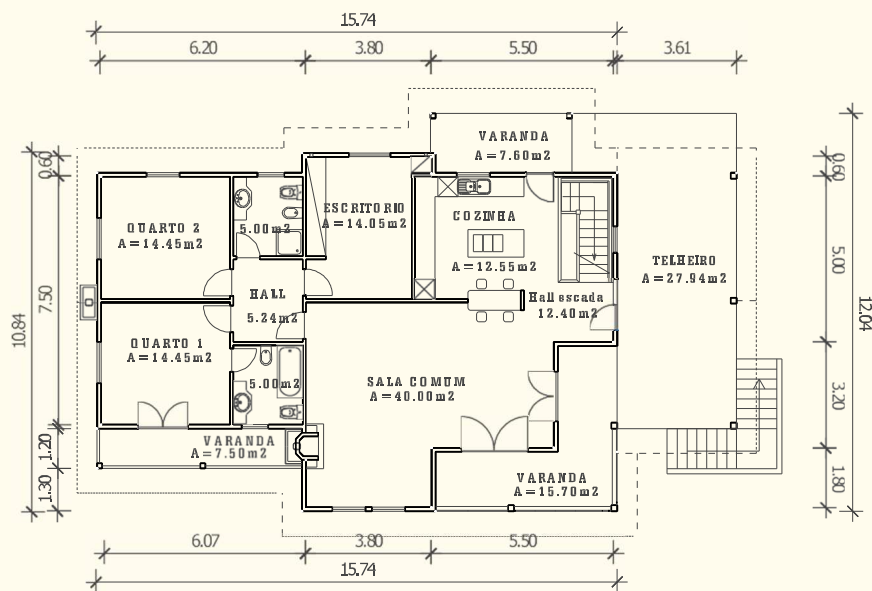 15.74
6.20
3.80
5.50
3.61
VARANDA
A=7.60m2
0.60
0.60
QUARTO 2
A=14.45m2
5.00m2
ESCRITORIO
A=14.05m2
COZINHA
A=12.55m2
TELHEIRO
A=27.94m2
5.00
7.50
10.84
12.04
HALL
5.24m2
Hall escada
12.40m2
QUARTO 1
A=14.45m2
5.00m2
SALA COMUM
A=40.00m2
3.20
1.20
VARANDA
A=7.50m2
VARANDA
A=15.70m2
1.30
1.80
6.07
3.80
5.50
15.74